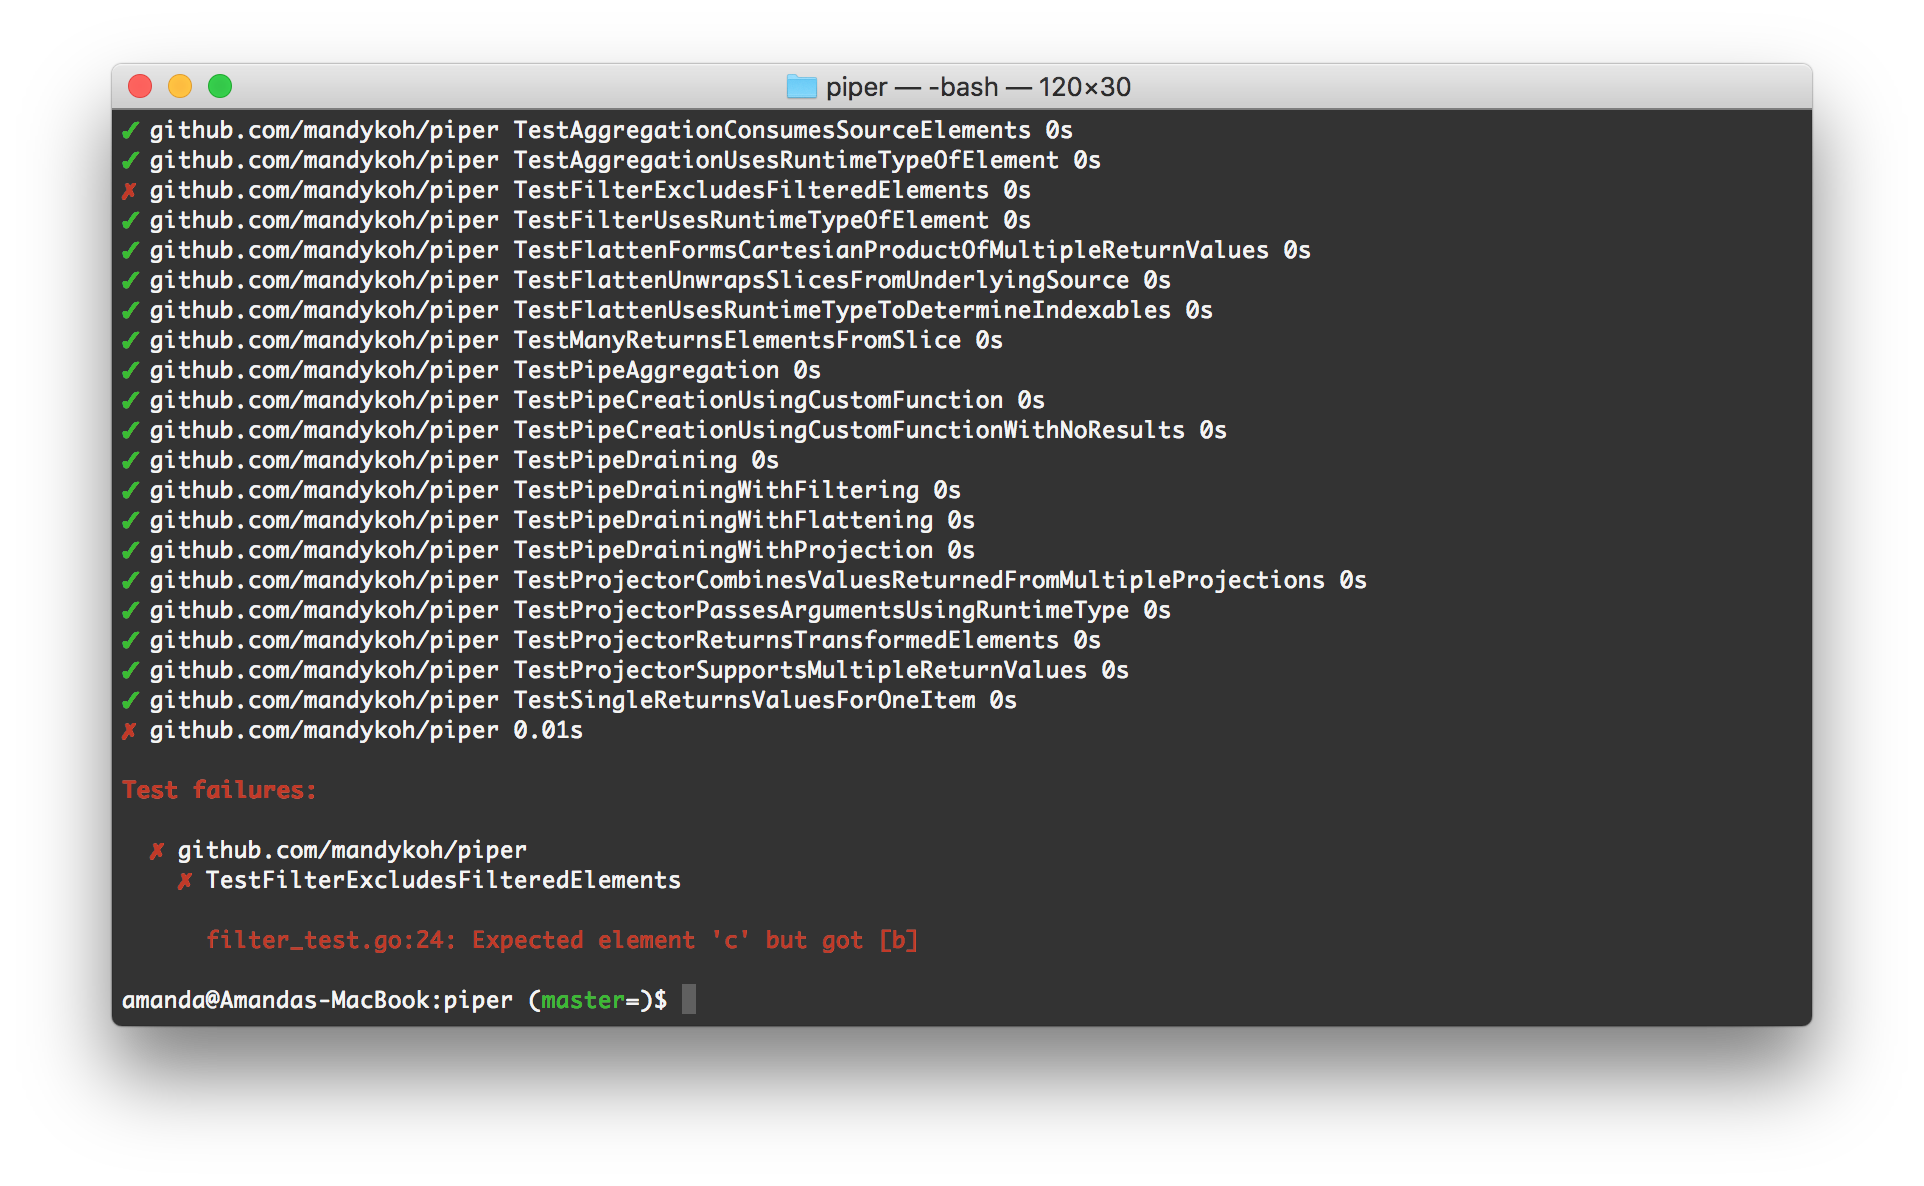 piper — -bash — 120×30
✓ github.com/mandykoh/piper TestAggregationConsumesSourceElements 0s
✓ github.com/mandykoh/piper TestAggregationUsesRuntimeTypeOfElement 0s
✗ github.com/mandykoh/piper TestFilterExcludesFilteredElements 0s
✓ github.com/mandykoh/piper TestFilterUsesRuntimeTypeOfElement 0s
✓ github.com/mandykoh/piper TestFlattenFormsCartesianProductOfMultipleReturnValues 0s
✓ github.com/mandykoh/piper TestFlattenUnwrapsSlicesFromUnderlyingSource 0s
✓ github.com/mandykoh/piper TestFlattenUsesRuntimeTypeToDetermineIndexables 0s
✓ github.com/mandykoh/piper TestManyReturnsElementsFromSlice 0s
✓ github.com/mandykoh/piper TestPipeAggregation 0s
✓ github.com/mandykoh/piper TestPipeCreationUsingCustomFunction 0s
✓ github.com/mandykoh/piper TestPipeCreationUsingCustomFunctionWithNoResults 0s
✓ github.com/mandykoh/piper TestPipeDraining 0s
✓ github.com/mandykoh/piper TestPipeDrainingWithFiltering 0s
✓ github.com/mandykoh/piper TestPipeDrainingWithFlattening 0s
✓ github.com/mandykoh/piper TestPipeDrainingWithProjection 0s
✓ github.com/mandykoh/piper TestProjectorCombinesValuesReturnedFromMultipleProjections 0s
✓ github.com/mandykoh/piper TestProjectorPassesArgumentsUsingRuntimeType 0s
✓ github.com/mandykoh/piper TestProjectorReturnsTransformedElements 0s
✓ github.com/mandykoh/piper TestProjectorSupportsMultipleReturnValues 0s
✓ github.com/mandykoh/piper TestSingleReturnsValuesForOneItem 0s
✗ github.com/mandykoh/piper 0.01s
Test failures:
✗ github.com/mandykoh/piper
✗ TestFilterExcludesFilteredElements
filter_test.go:24: Expected element 'c' but got [b]
amanda@Amandas-MacBook:piper (master=)$